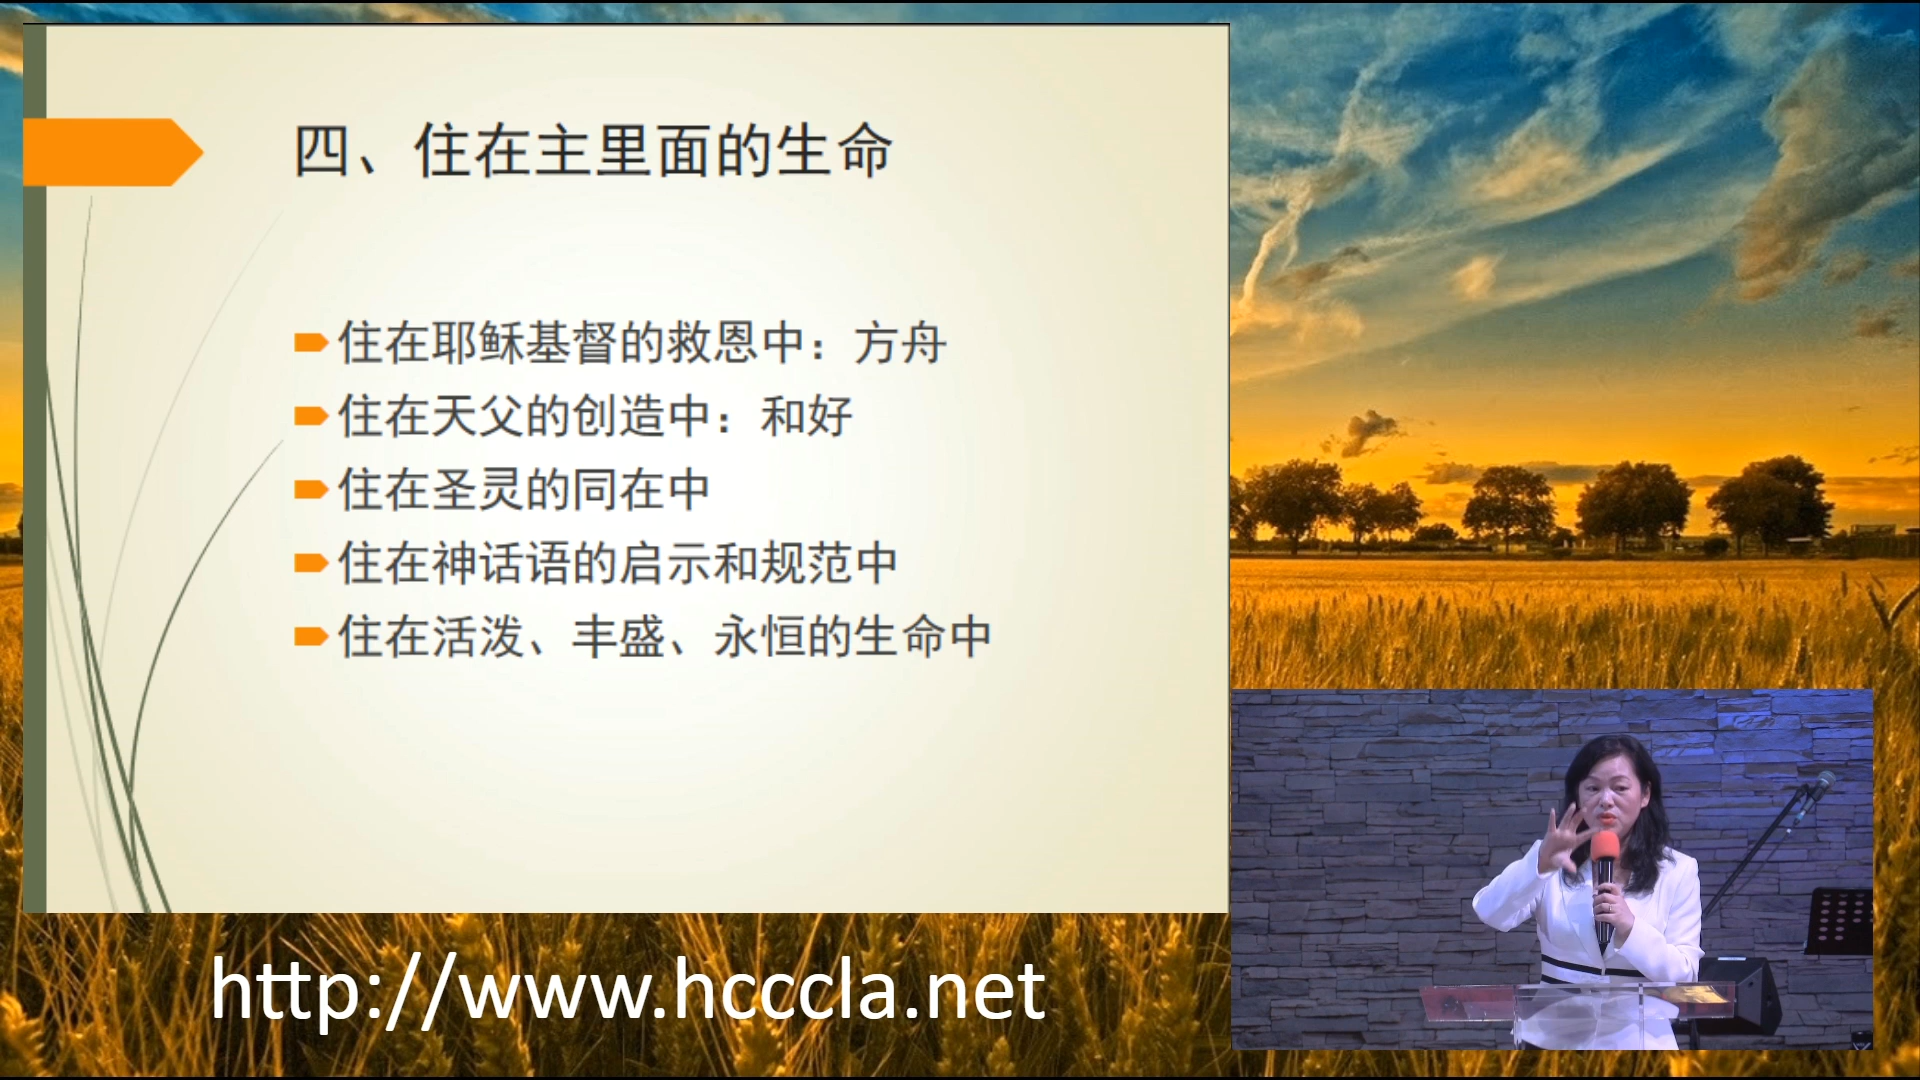 四、住在主里面的生命
住在耶稣基督的救恩中：方舟
住在天父的创造中：和好
住在圣灵的同在中
住在神话语的启示和规范中
住在活泼、丰盛、永恒的生命中
http://www.hcccla.net